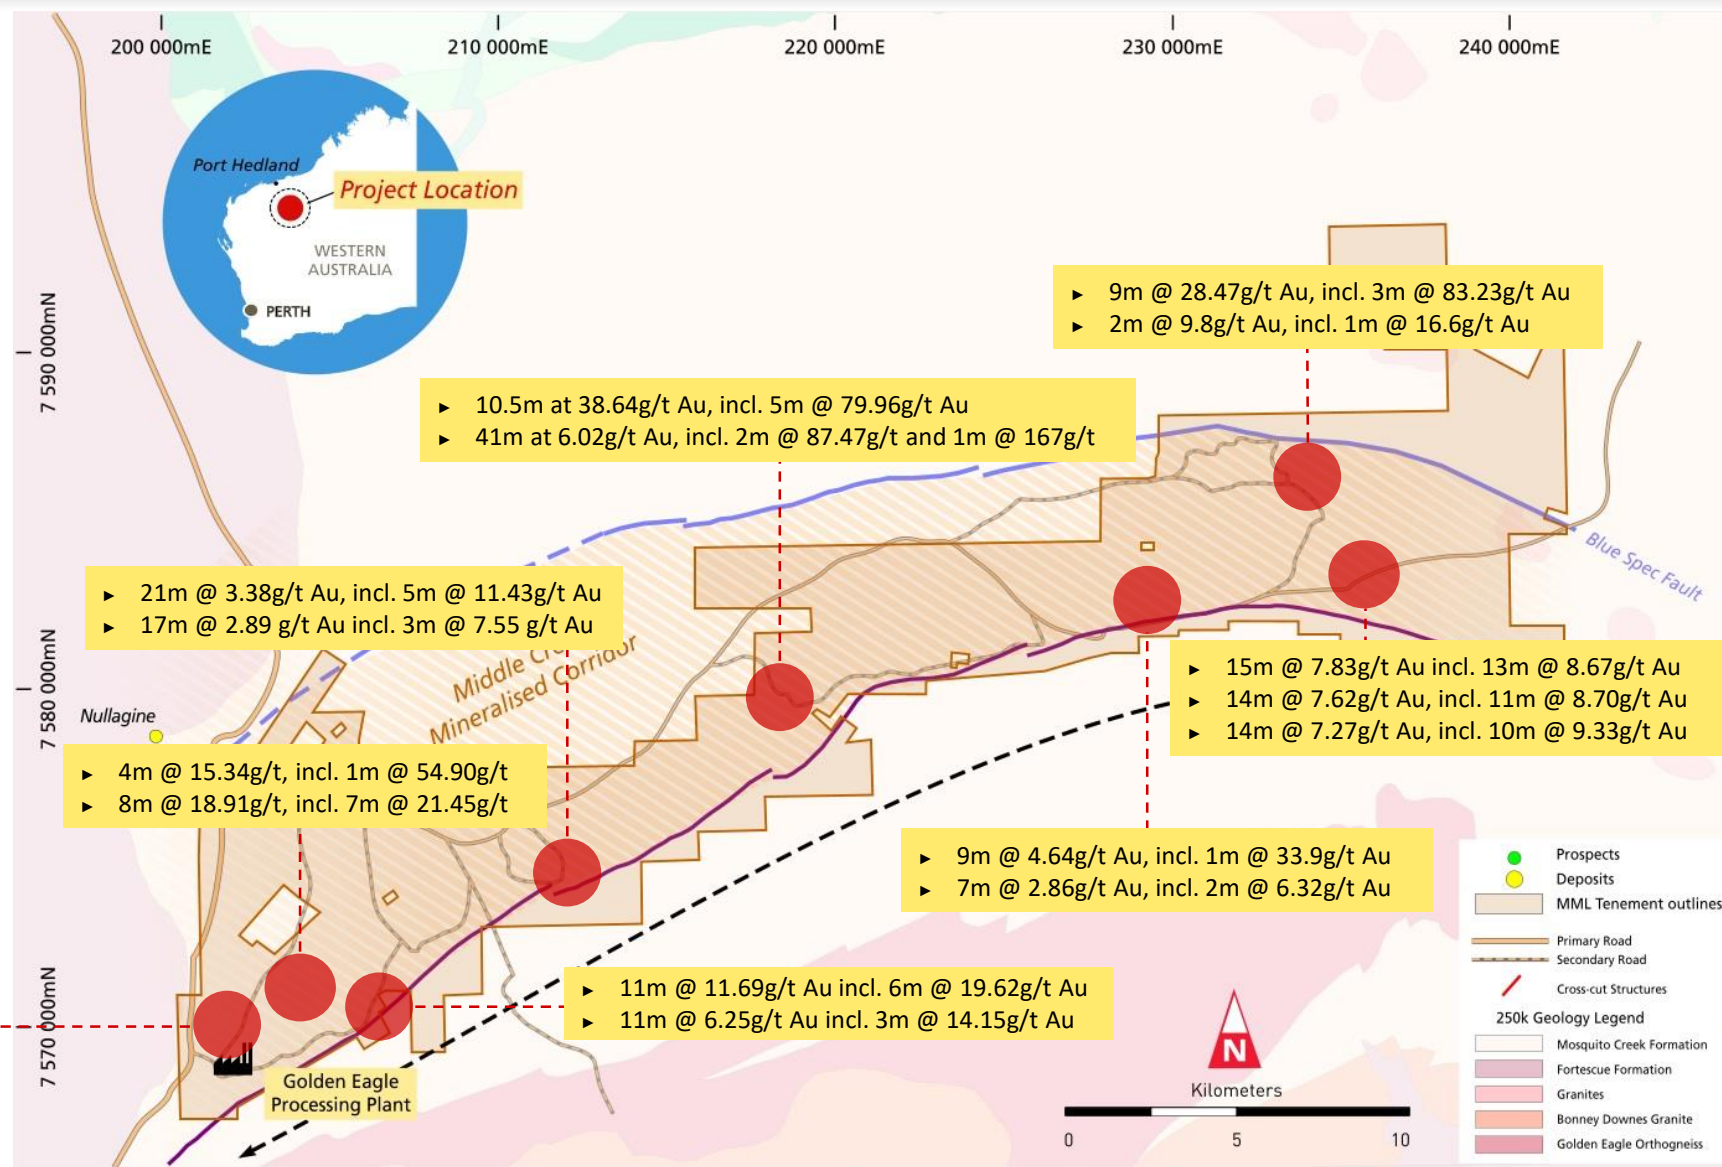 200 000mE
210 000mE
220 000mE
230 000mE
240 000mE
Port Hedland
Project Location
WESTERN
AUSTRALIA
PERTH
7 590 000mN
7 580 000mN
7 570 000mN
► 9m @ 28.47g/t Au, incl. 3m @ 83.23g/t Au
► 2m @ 9.8g/t Au, incl. 1m @ 16.6g/t Au
► 10.5m at 38.64g/t Au, incl. 5m @ 79.96g/t Au
► 41m at 6.02g/t Au, incl. 2m @ 87.47g/t and 1m @ 167g/t
Blue Spec Fault
► 21m @ 3.38g/t Au, incl. 5m @ 11.43g/t Au
► 17m @ 2.89 g/t Au incl. 3m @ 7.55 g/t Au
Middle
Mineralised Corridor
► 15m @ 7.83g/t Au incl. 13m @ 8.67g/t Au
► 14m @ 7.62g/t Au, incl. 11m @ 8.70g/t Au
► 14m @ 7.27g/t Au, incl. 10m @ 9.33g/t Au
Nullagine
► 4m @ 15.34g/t, incl. 1m @ 54.90g/t
► 8m @ 18.91g/t, incl. 7m @ 21.45g/t
► 9m @ 4.64g/t Au, incl. 1m @ 33.9g/t Au
► 7m @ 2.86g/t Au, incl. 2m @ 6.32g/t Au
► 11m @ 11.69g/t Au incl. 6m @ 19.62g/t Au
► 11m @ 6.25g/t Au incl. 3m @ 14.15g/t Au
Golden Eagle
Processing Plant
N
Kilometers
0 5 10
Prospects
Deposits
MML Tenement outlines
Primary Road
Secondary Road
Cross-cut Structures
250k Geology Legend
Mosquito Creek Formation
Fortescue Formation
Granites
Bonney Downes Granite
Golden Eagle Orthogneiss